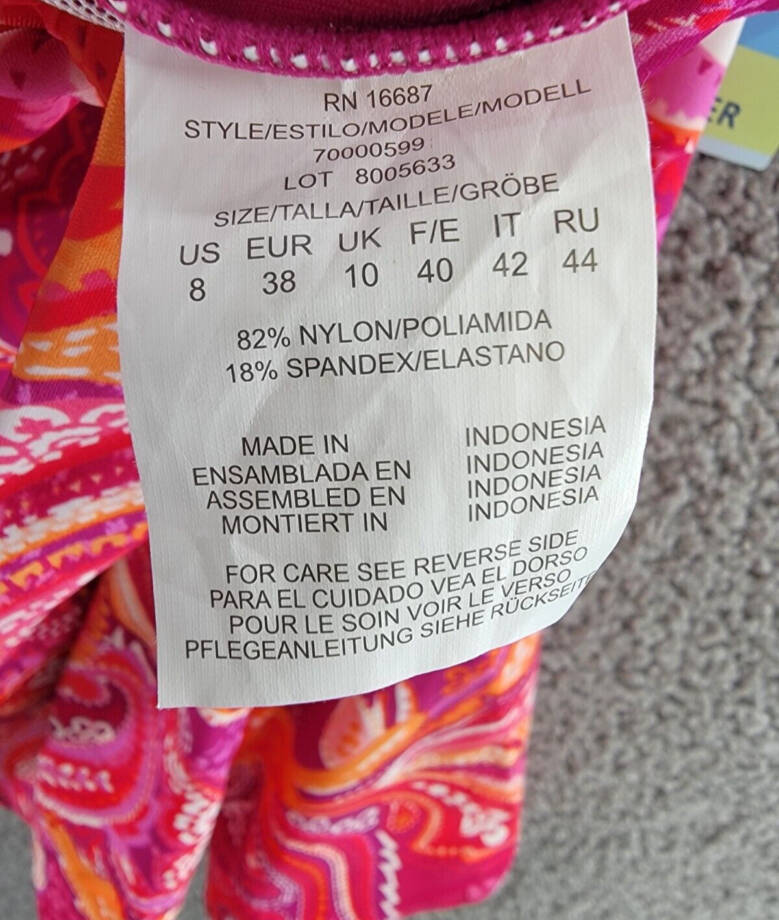 RN 16687
STYLE/ESTILO/MODELE/MODELL
70000599
LOT 8005633
SIZE/TALLA/TAILLE/GRÖBE
US EUR UK F/E IT RU
8 38 10 40 42 44
82% NYLON/POLIAMIDA
18% SPANDEX/ELASTANO
MADE IN INDONESIA
ENSAMBLADA EN INDONESIA
ASSEMBLED EN INDONESIA
MONTIERT IN INDONESIA
FOR CARE SEE REVERSE SIDE
PARA EL CUIDADO VEA EL DORSO
POUR LE SOIN VOIR LE VERSO
PFLEGEANLEITUNG SIEHE RÜCKSEITE